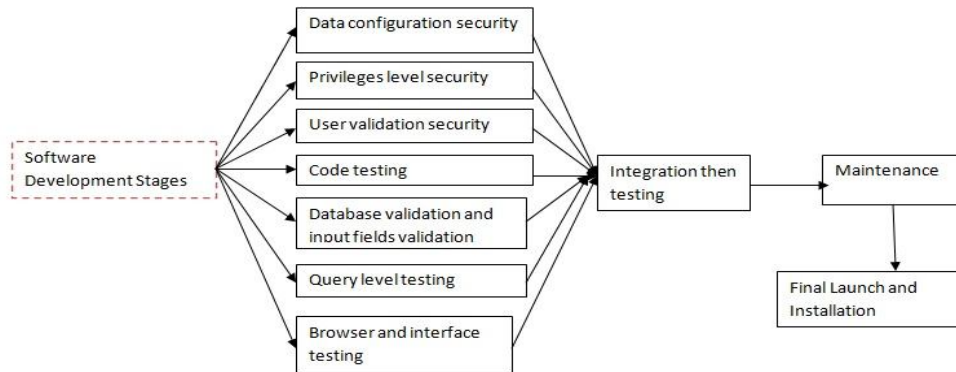 Software
Development Stages
Data configuration security
Privileges level security
User validation security
Code testing
Database validation and
input fields validation
Query level testing
Browser and interface
testing
Integration then
testing
Maintenance
Final Launch and
Installation